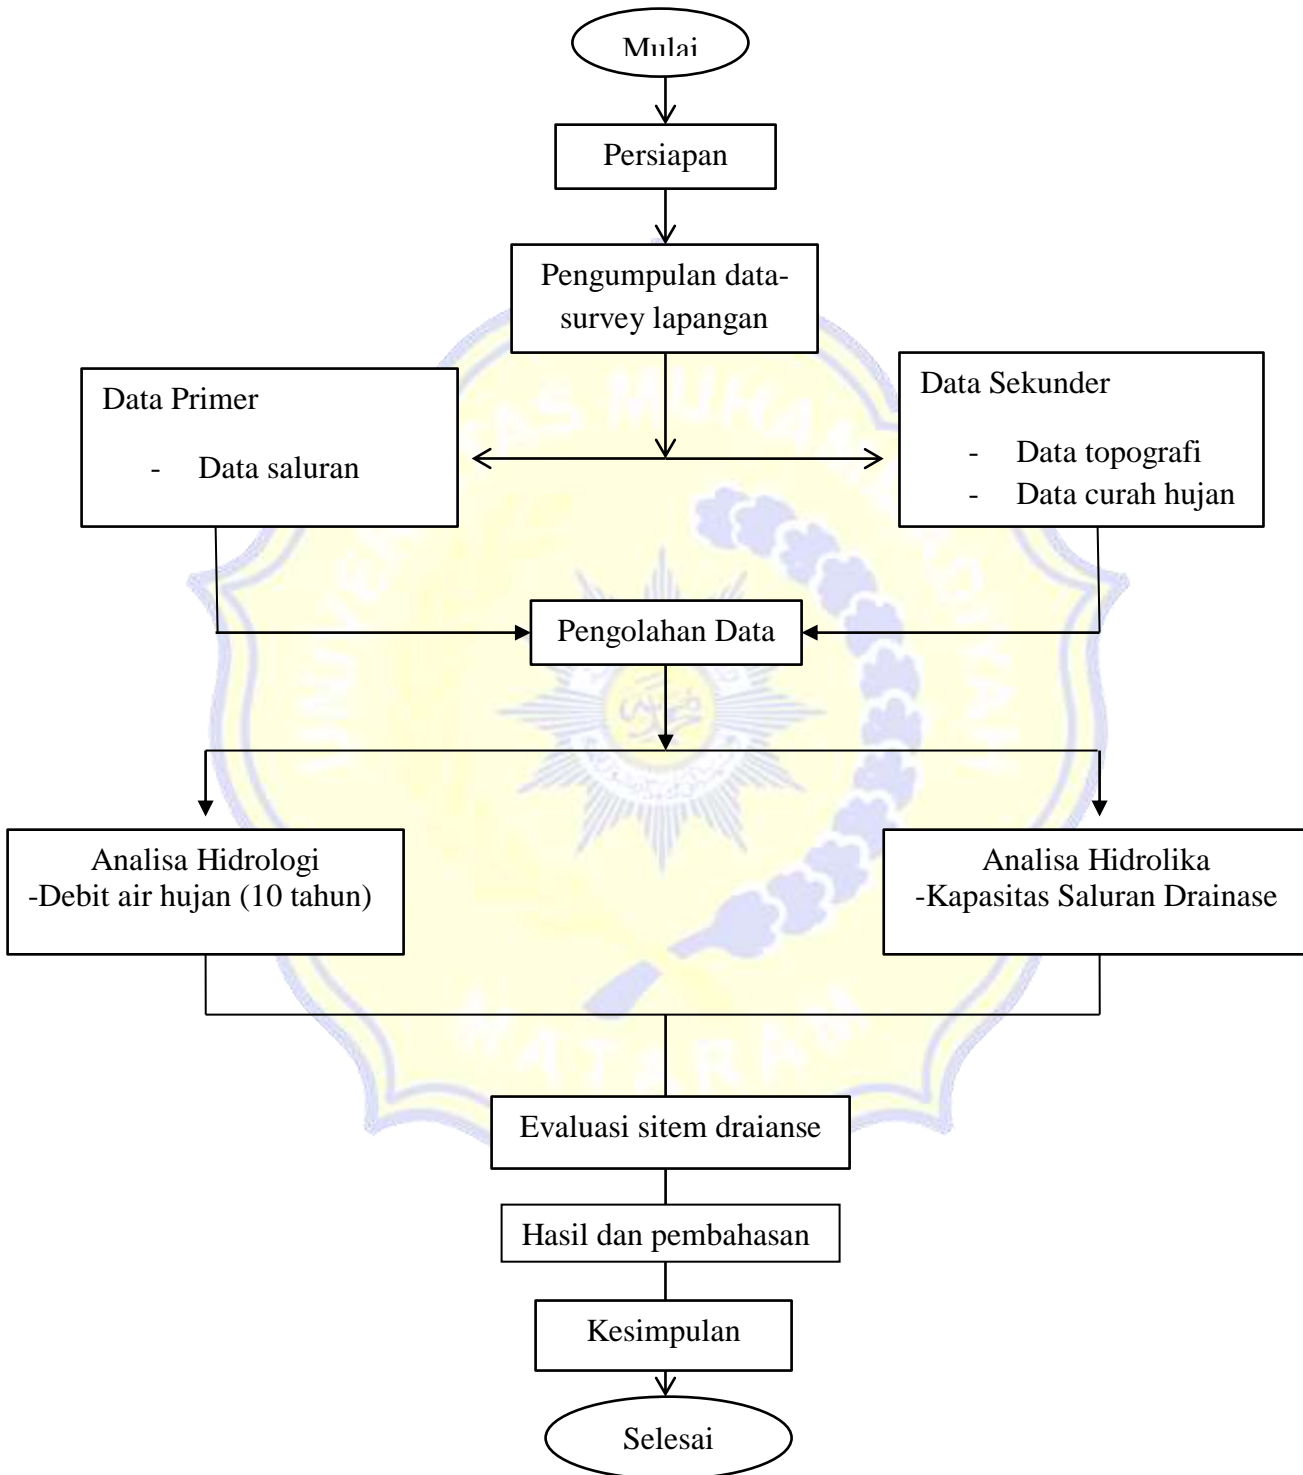 Mulai
Persiapan
Pengumpulan data-
survey lapangan
Data Primer
- Data saluran
Data Sekunder
- Data topografi
- Data curah hujan
Pengolahan Data
Analisa Hidrologi
-Debit air hujan (10 tahun)
Analisa Hidrolika
-Kapasitas Saluran Drainase
Evaluasi sitem draianse
Hasil dan pembahasan
Kesimpulan
Selesai
MATARAM